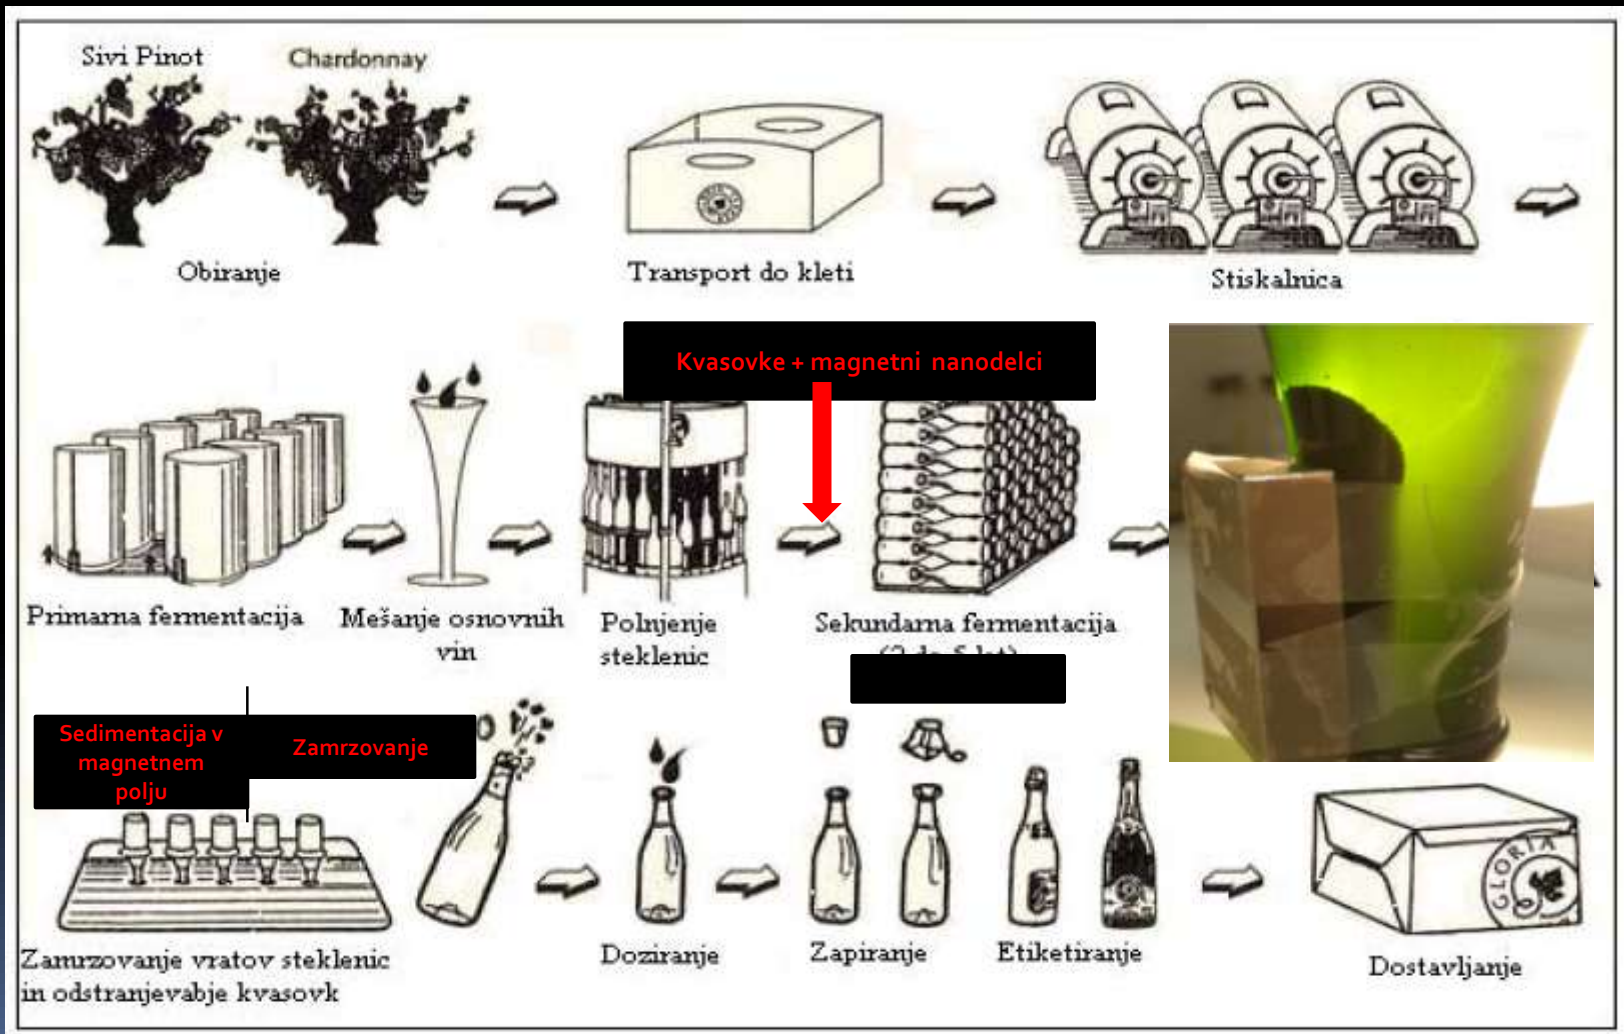 Sivi Pinot
Chardonnay
Obiranje
Transport do kleti
Stiskalnica
Kvasovke + magnetni nanodelci
Primarna fermentacija
Mešanje osnovnih
vin
Polnjenje
steklenic
Sekundarna fermentacija
Sedimentacija v
magnetnem
polju
Zamrzovanje
Zamrzovanje vratov steklenic
in odstranjevabje kvasovk
Doziranje
Zapiranje
Etiketiranje
GLORIA
Dostavljanje